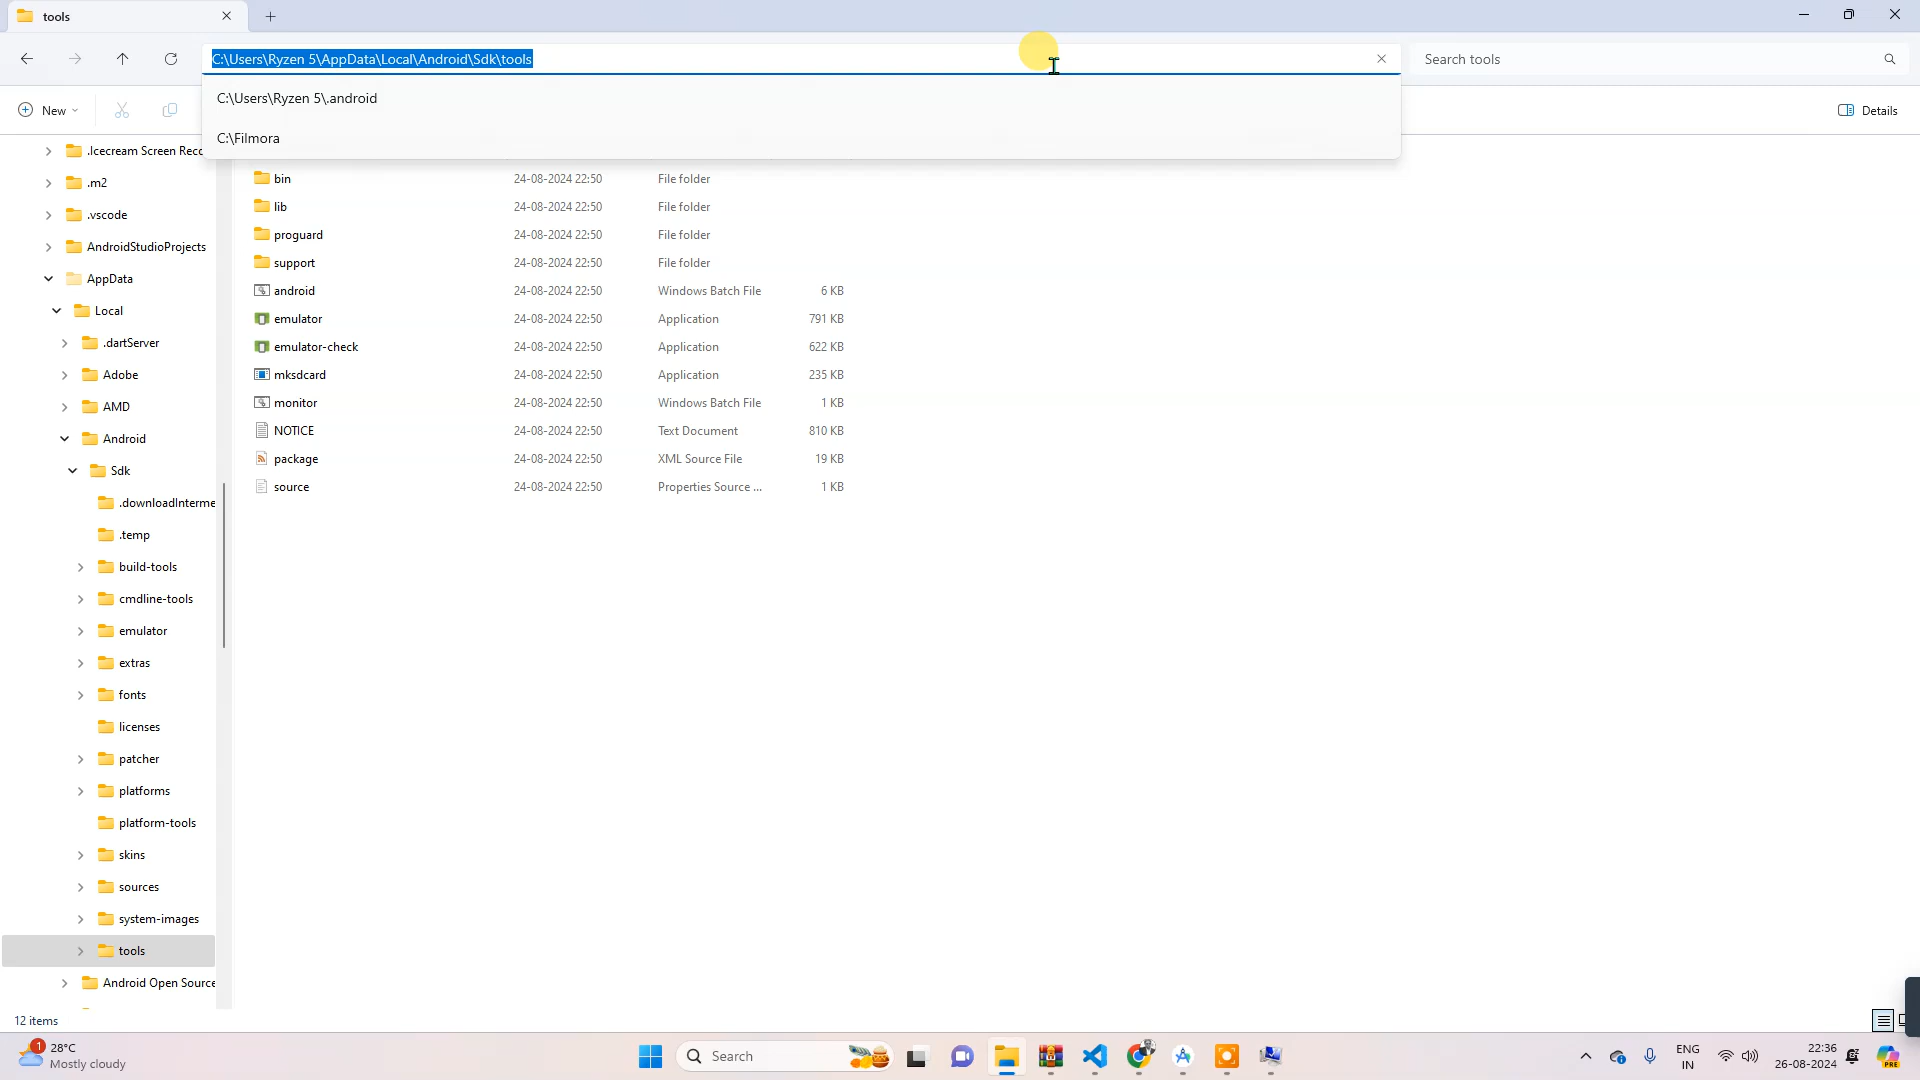 tools
C:\Users\Ryzen 5\AppData\Local\Android\Sdk\tools
Search tools
C:\Users\Ryzen 5\.android
C:\Filmora
New
Details
.Icecream Screen Rec
.m2
.vscode
AndroidStudioProjects
AppData
Local
.dartServer
Adobe
AMD
Android
Sdk
.downloadInterme
.temp
build-tools
cmdline-tools
emulator
extras
fonts
licenses
patcher
platforms
platform-tools
skins
sources
system-images
tools
Android Open Source
bin 24-08-2024 22:50 File folder
lib 24-08-2024 22:50 File folder
proguard 24-08-2024 22:50 File folder
support 24-08-2024 22:50 File folder
android 24-08-2024 22:50 Windows Batch File 6 KB
emulator 24-08-2024 22:50 Application 791 KB
emulator-check 24-08-2024 22:50 Application 622 KB
mksdcard 24-08-2024 22:50 Application 235 KB
monitor 24-08-2024 22:50 Windows Batch File 1 KB
NOTICE 24-08-2024 22:50 Text Document 810 KB
package 24-08-2024 22:50 XML Source File 19 KB
source 24-08-2024 22:50 Properties Source ... 1 KB
12 items
1
28°C
Mostly cloudy
Search
ENG
IN
22:36
26-08-2024
PRE